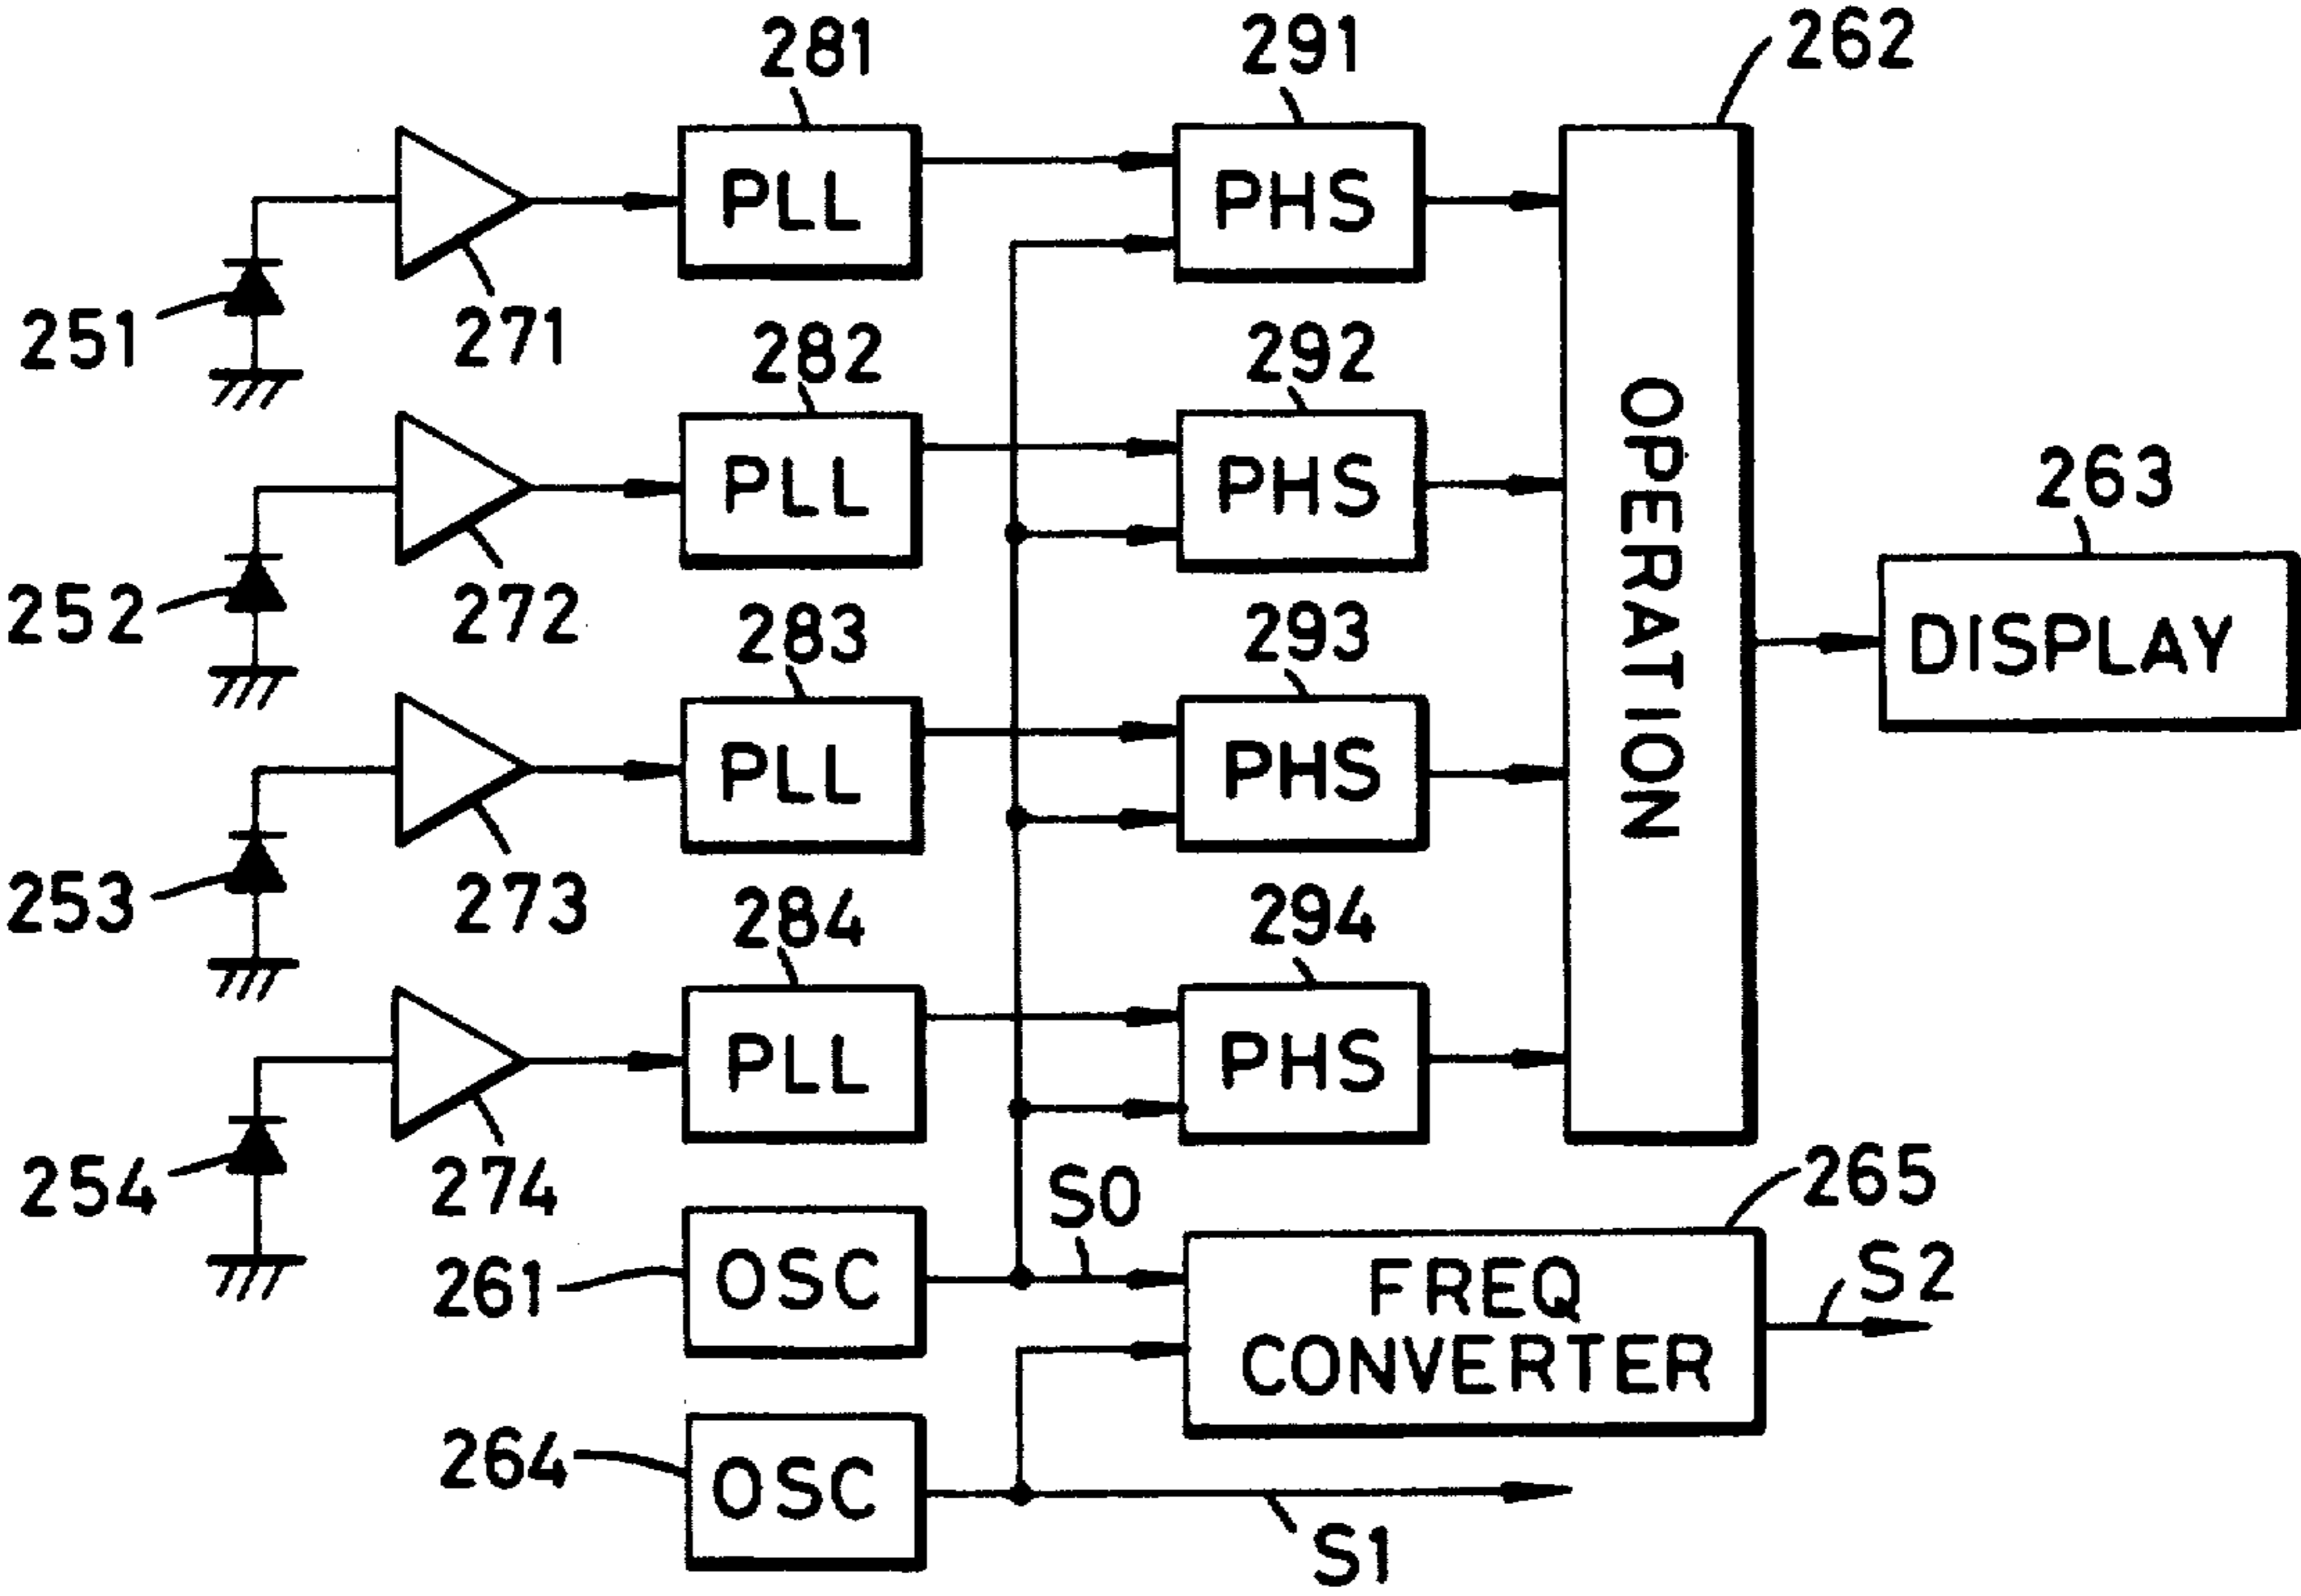 281
291
262
PLL
PHS
251
271
282
292
PLL
PHS
OPERATION
263
252
272
283
293
DISPLAY
PLL
PHS
253
273
284
294
PLL
PHS
254
274
S0
265
261
OSC
FREQ
CONVERTER
S2
264
OSC
S1